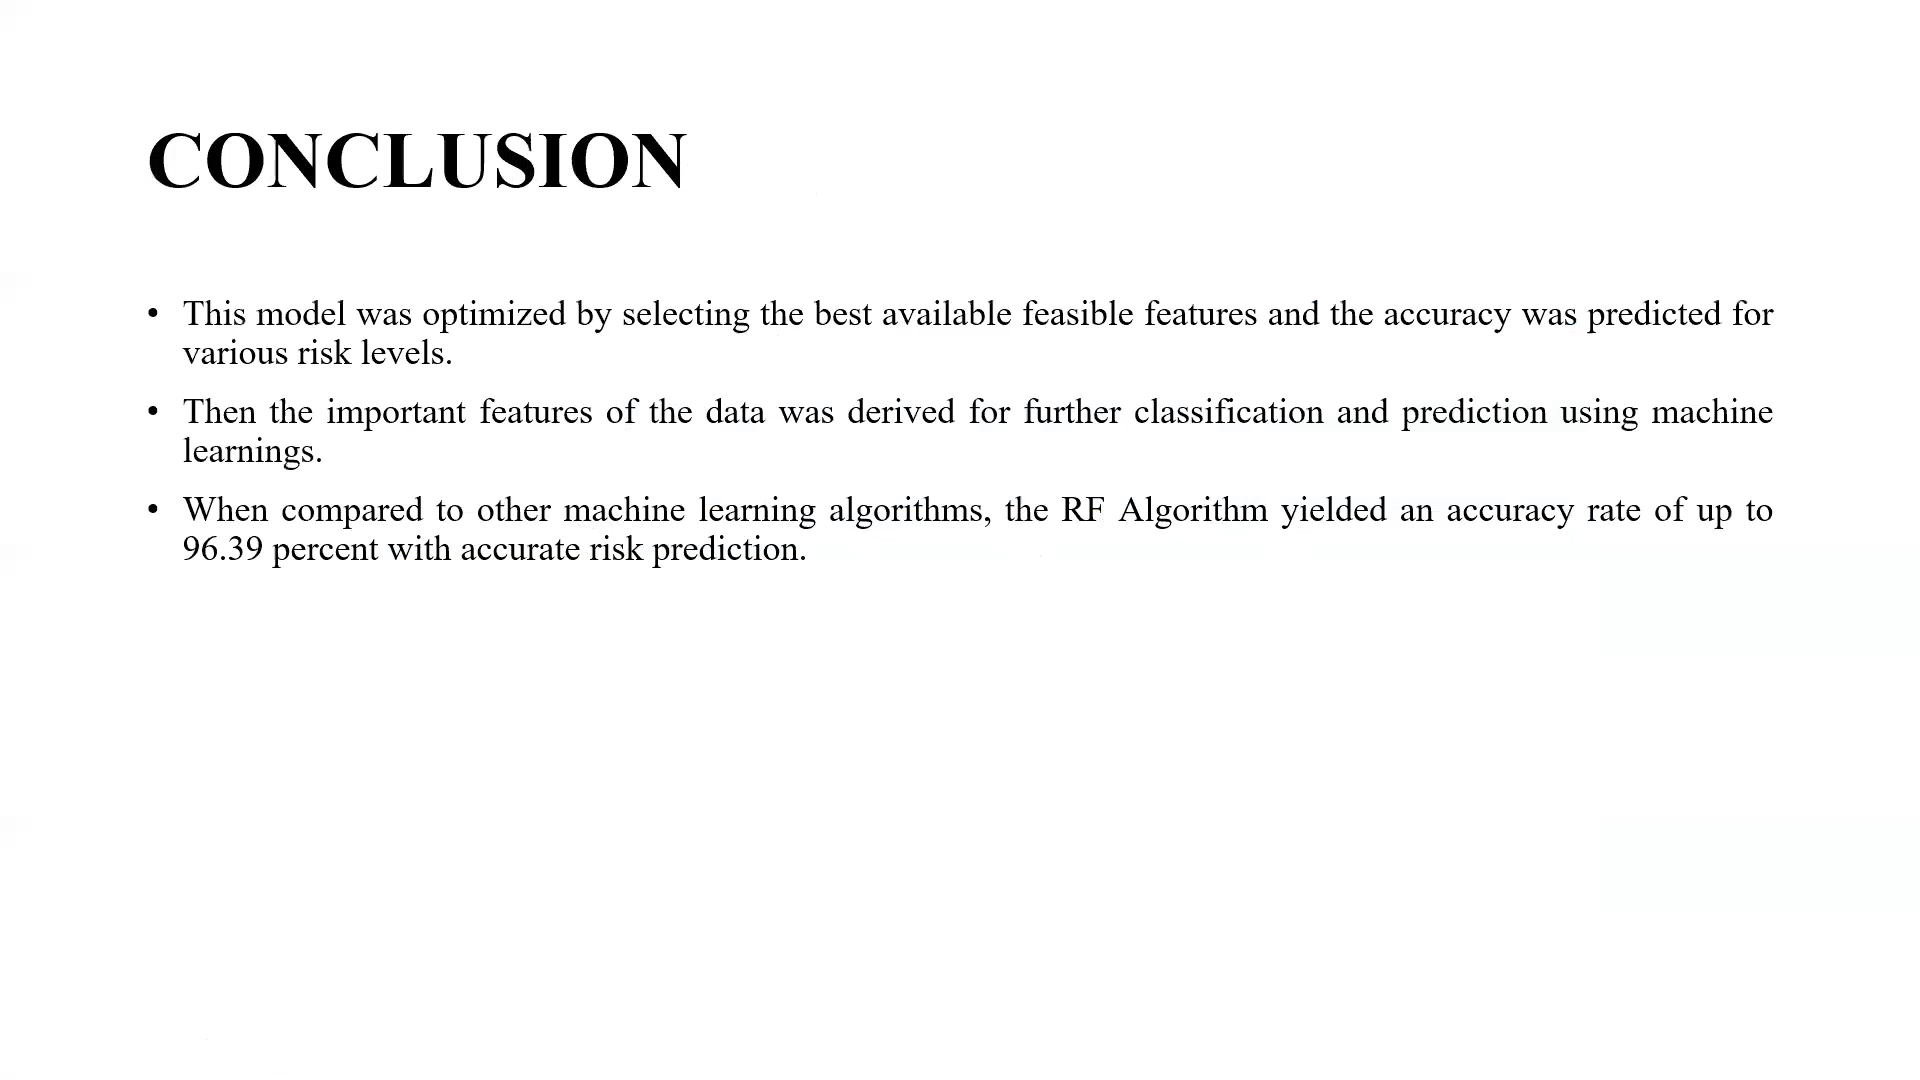 CONCLUSION
• This model was optimized by selecting the best available feasible features and the accuracy was predicted for
various risk levels.
• Then the important features of the data was derived for further classification and prediction using machine
learnings.
• When compared to other machine learning algorithms, the RF Algorithm yielded an accuracy rate of up to
96.39 percent with accurate risk prediction.